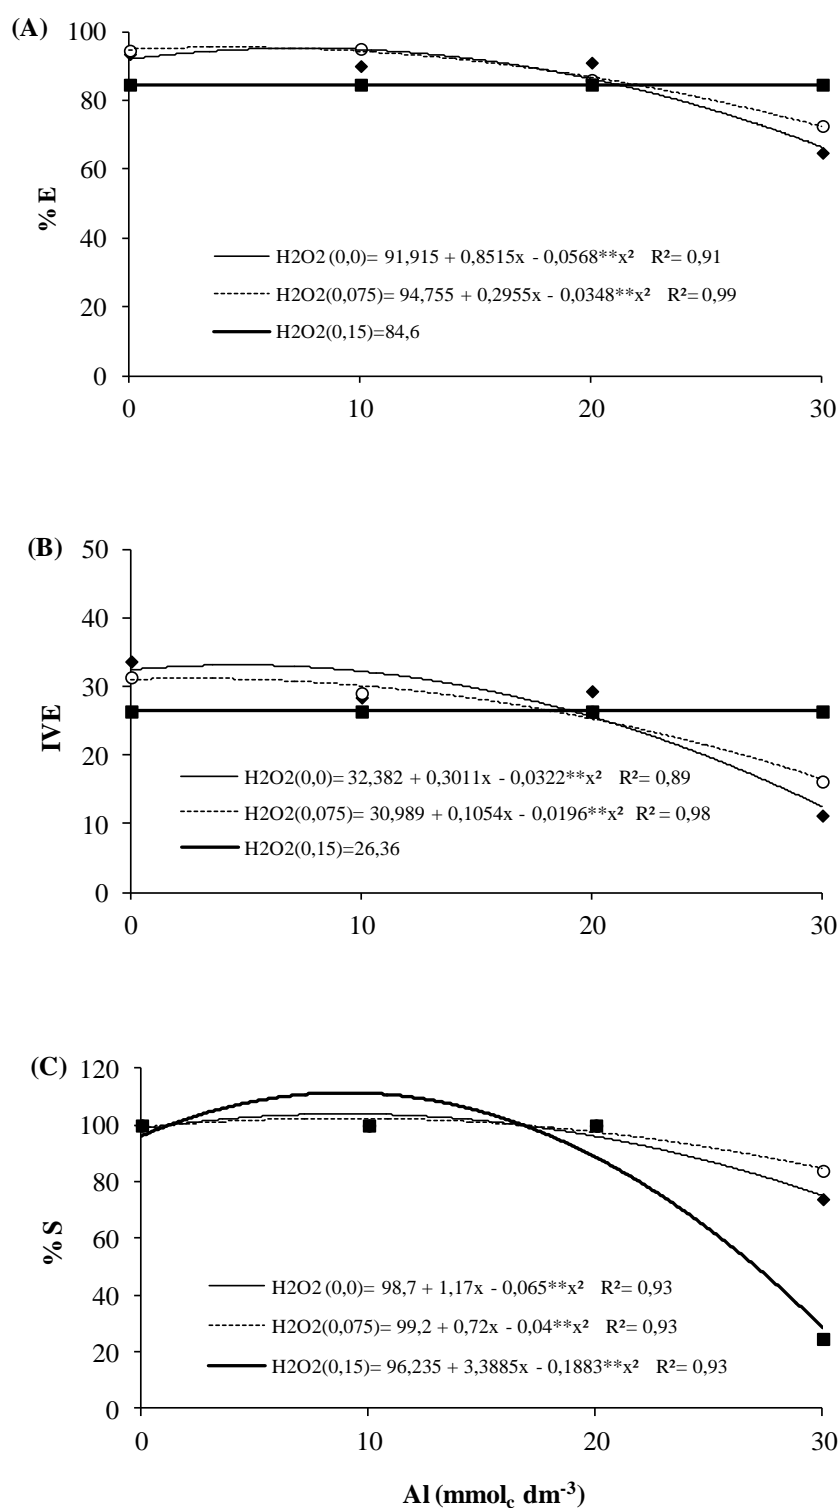 (A)
100
80
60
40
20
0
% E
H2O2 (0,0)= 91,915 + 0,8515x - 0,0568**x² R²= 0,91
H2O2(0,075)= 94,755 + 0,2955x - 0,0348**x² R²= 0,99
H2O2(0,15)=84,6
0 10 20 30
(B)
50
40
30
20
10
0
IVE
H2O2(0,0)= 32,382 + 0,3011x - 0,0322**x² R²= 0,89
H2O2(0,075)= 30,989 + 0,1054x - 0,0196**x² R² = 0,98
H2O2(0,15)=26,36
0 10 20 30
(C)
120
100
80
60
40
20
0
% S
H2O2 (0,0)= 98,7 + 1,17x - 0,065**x² R²= 0,93
H2O2(0,075)= 99,2 + 0,72x - 0,04**x² R²= 0,93
H2O2(0,15)= 96,235 + 3,3885x - 0,1883**x² R²= 0,93
0 10 20 30
Al (mmol<sub>c</sub> dm<sup>-3</sup>)